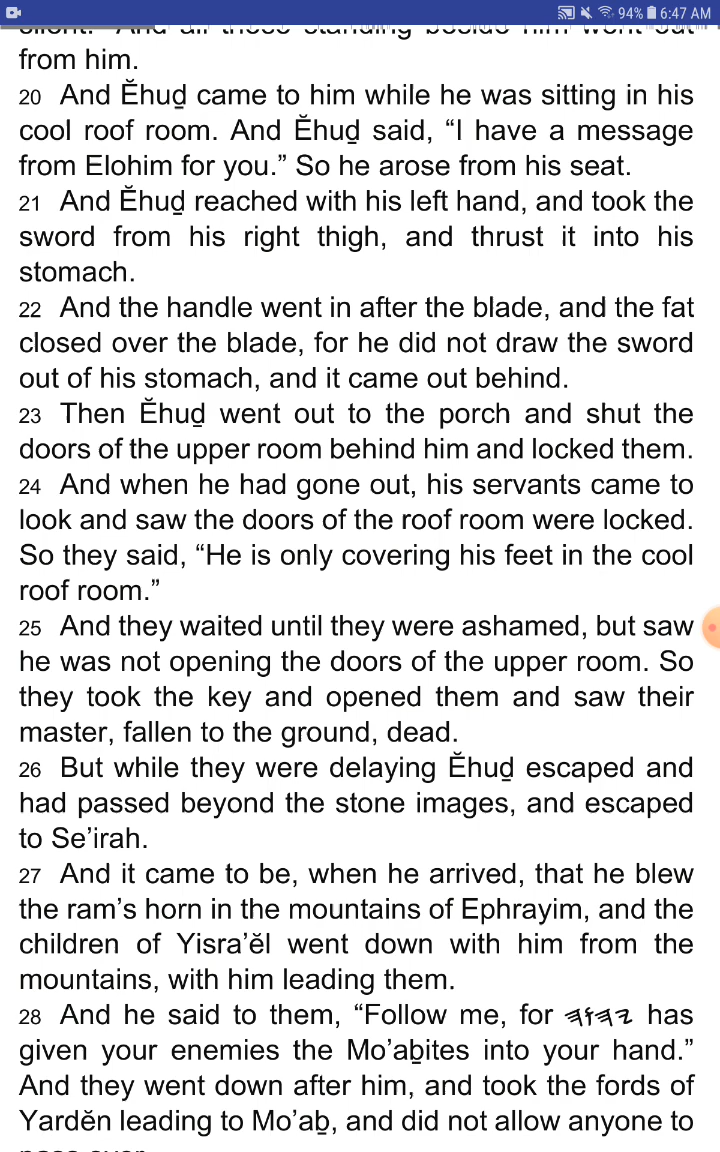 94% 6:47 AM
silent." And all those standing beside him went out
from him.
20 And Ĕhuḏ came to him while he was sitting in his
cool roof room. And Ĕhuḏ said, “I have a message
from Elohim for you.” So he arose from his seat.
21 And Ĕhuḏ reached with his left hand, and took the
sword from his right thigh, and thrust it into his
stomach.
22 And the handle went in after the blade, and the fat
closed over the blade, for he did not draw the sword
out of his stomach, and it came out behind.
23 Then Ĕhuḏ went out to the porch and shut the
doors of the upper room behind him and locked them.
24 And when he had gone out, his servants came to
look and saw the doors of the roof room were locked.
So they said, “He is only covering his feet in the cool
roof room.”
25 And they waited until they were ashamed, but saw
he was not opening the doors of the upper room. So
they took the key and opened them and saw their
master, fallen to the ground, dead.
26 But while they were delaying Ĕhuḏ escaped and
had passed beyond the stone images, and escaped
to Se’irah.
27 And it came to be, when he arrived, that he blew
the ram’s horn in the mountains of Ephrayim, and the
children of Yisra’ĕl went down with him from the
mountains, with him leading them.
28 And he said to them, “Follow me, for 𐤉𐤄𐤅𐤄 has
given your enemies the Mo’aḇites into your hand.”
And they went down after him, and took the fords of
Yardĕn leading to Mo’aḇ, and did not allow anyone to